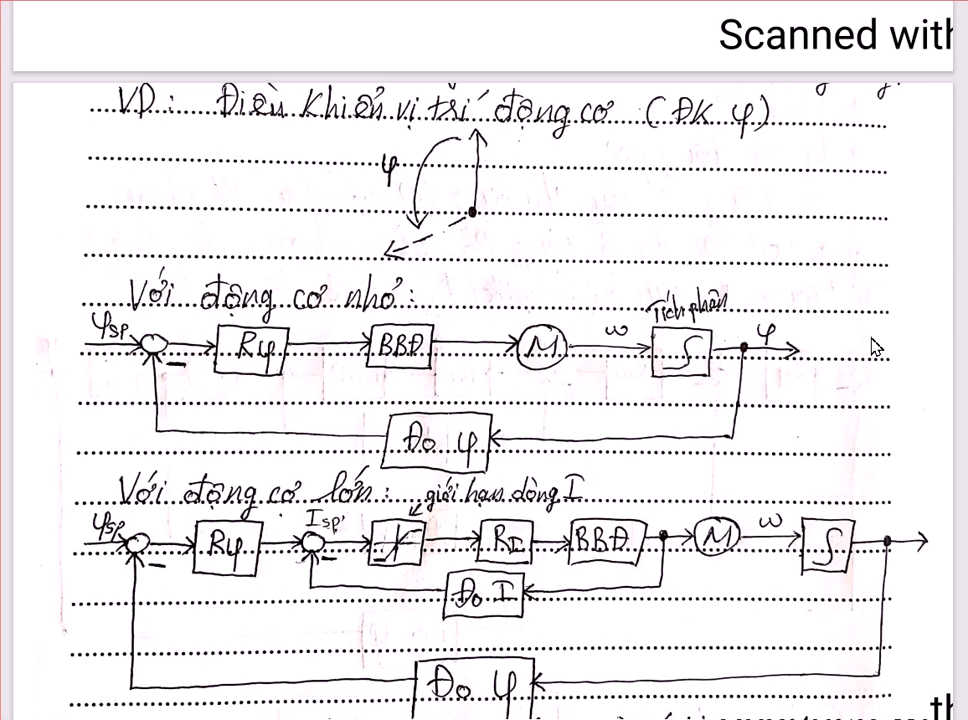 Scanned with
VD: Điều khiển vị trí động cơ (ĐK φ)
φ
Với động cơ nhỏ:
Tích phân
φsp Rφ BBĐ M ω ∫ φ
−
Đo φ
Với động cơ lớn: giới hạn dòng I
φsp Rφ Isp' RI BBĐ M ω ∫
− −
Đo I
Đo φ